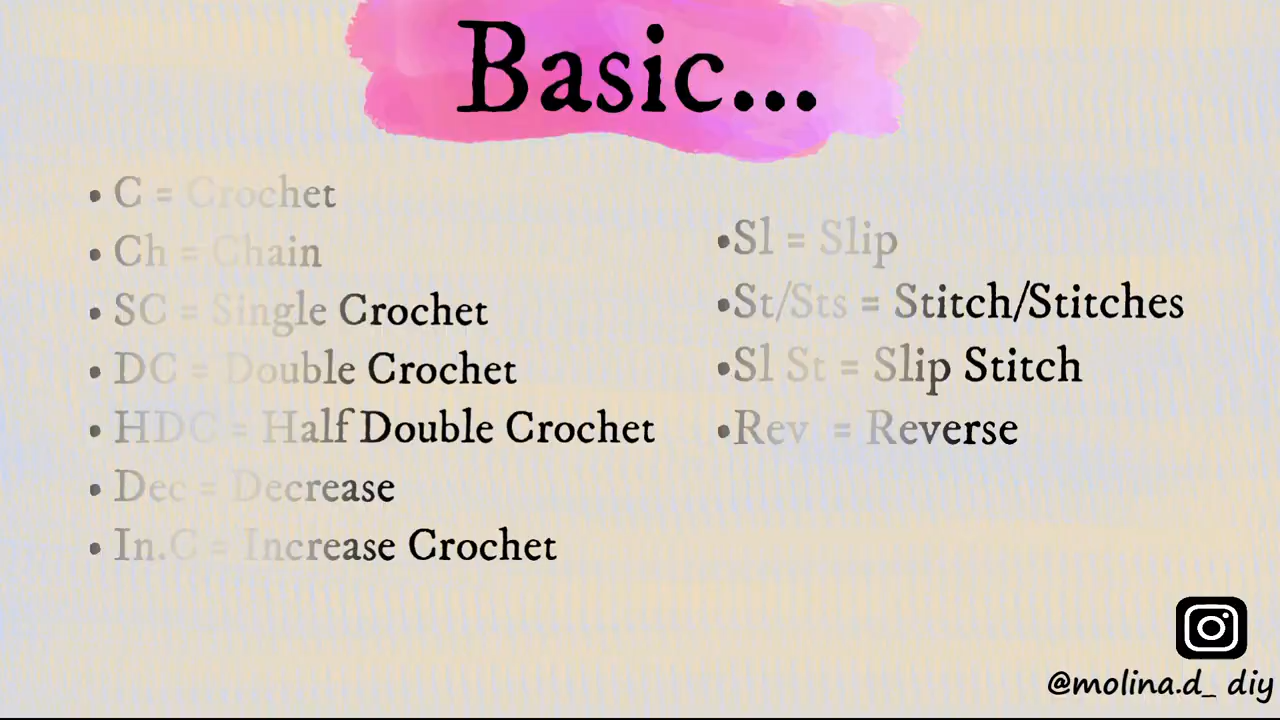 Basic...
• C = Crochet
• Ch = Chain
• SC = Single Crochet
• DC = Double Crochet
• HDC = Half Double Crochet
• Dec = Decrease
• In.C = Increase Crochet
•Sl = Slip
•St/Sts = Stitch/Stitches
•Sl St = Slip Stitch
•Rev = Reverse
@molina.d_ diy